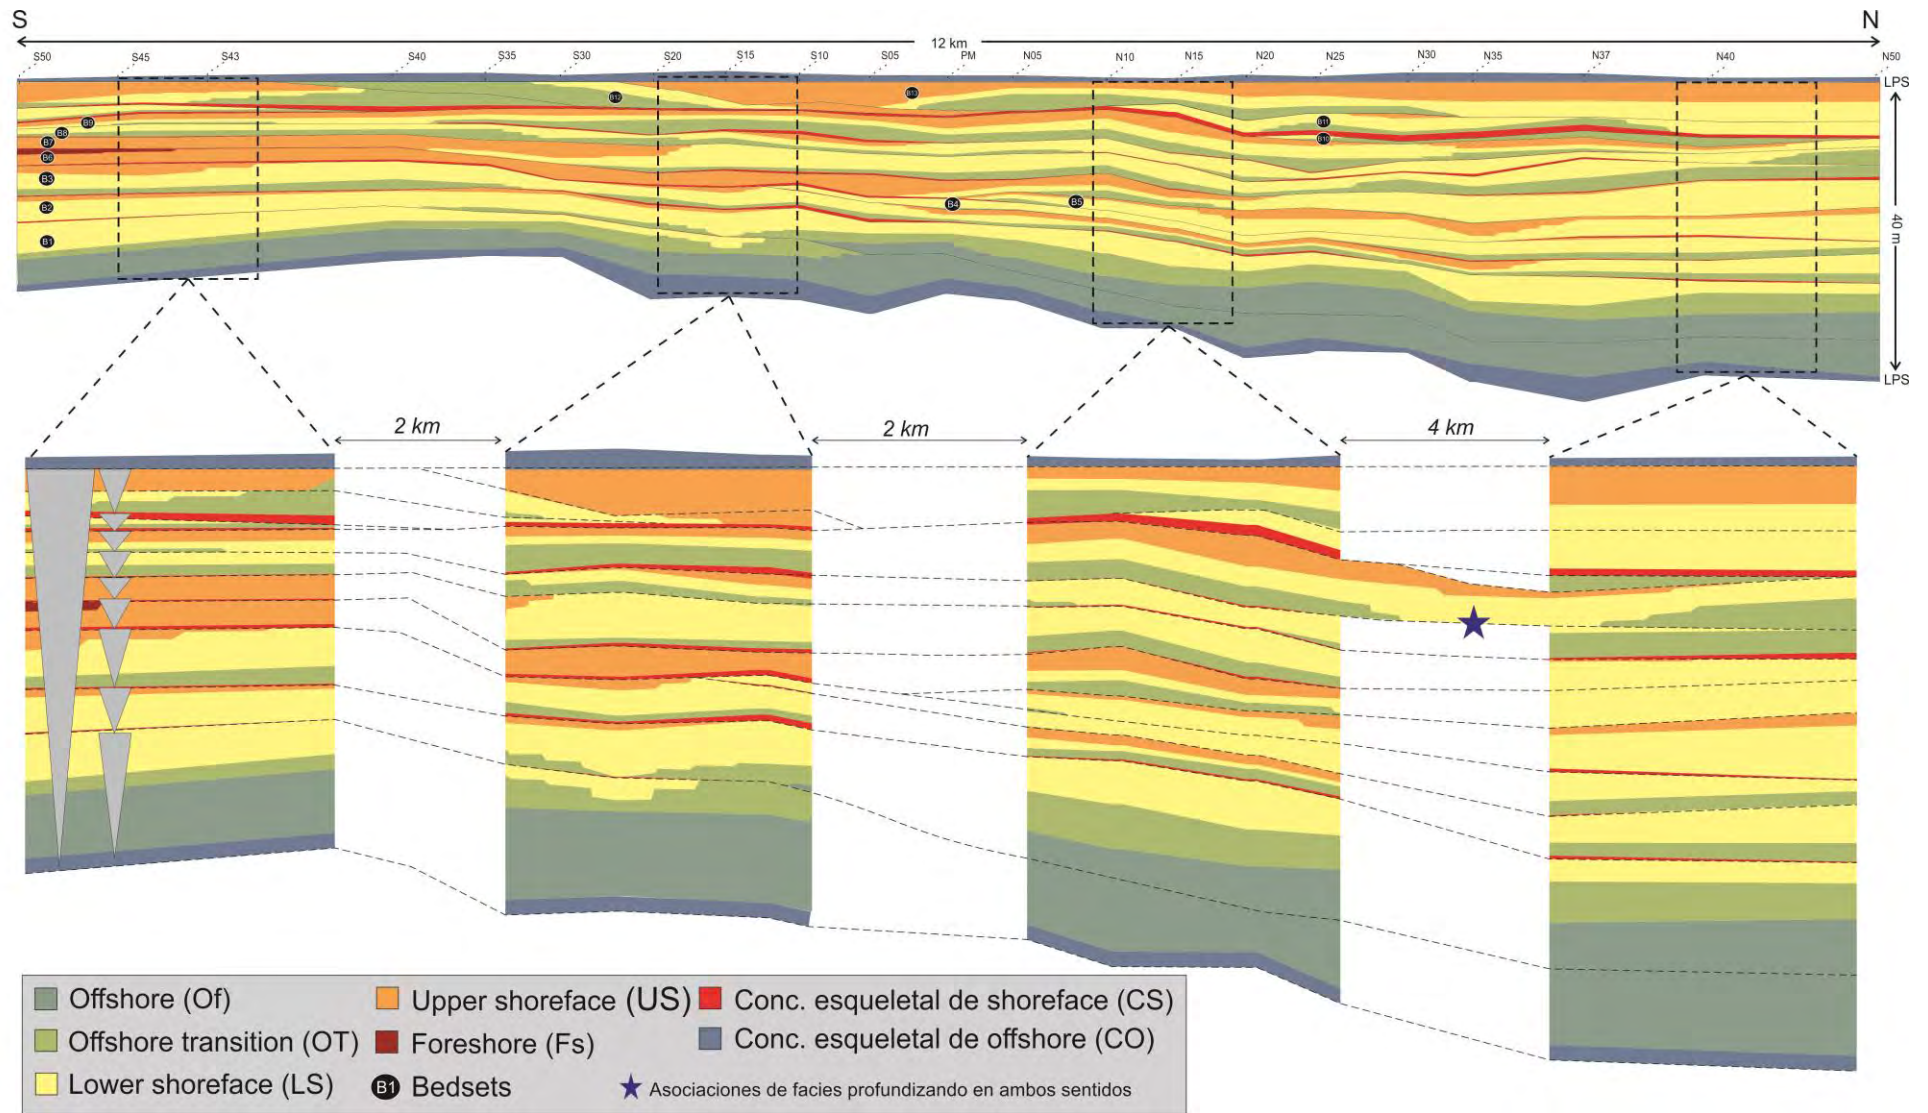 S
N
12 km
S50 S45 S43 S40 S35 S30 S20 S15 S10 S05 PM N05 N10 N15 N20 N25 N30 N35 N37 N40 N50
LPS
B12
B13
B11
B10
B9
B8
B7
B6
B3
B2
B4
B5
B1
40 m
LPS
2 km
2 km
4 km
Offshore (Of)
Upper shoreface (US)
Conc. esqueletal de shoreface (CS)
Offshore transition (OT)
Foreshore (Fs)
Conc. esqueletal de offshore (CO)
Lower shoreface (LS)
B1 Bedsets
Asociaciones de facies profundizando en ambos sentidos